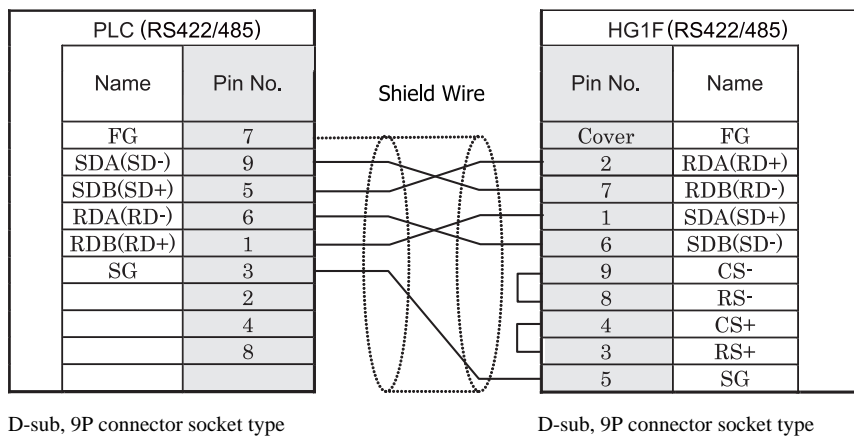 PLC (RS422/485) HG1F(RS422/485)
Name Pin No. Shield Wire Pin No. Name
FG 7 Cover FG
SDA(SD-) 9 2 RDA(RD+)
SDB(SD+) 5 7 RDB(RD-)
RDA(RD-) 6 1 SDA(SD+)
RDB(RD+) 1 6 SDB(SD-)
SG 3 9 CS-
2 8 RS-
4 4 CS+
8 3 RS+
5 SG
D-sub, 9P connector socket type D-sub, 9P connector socket type